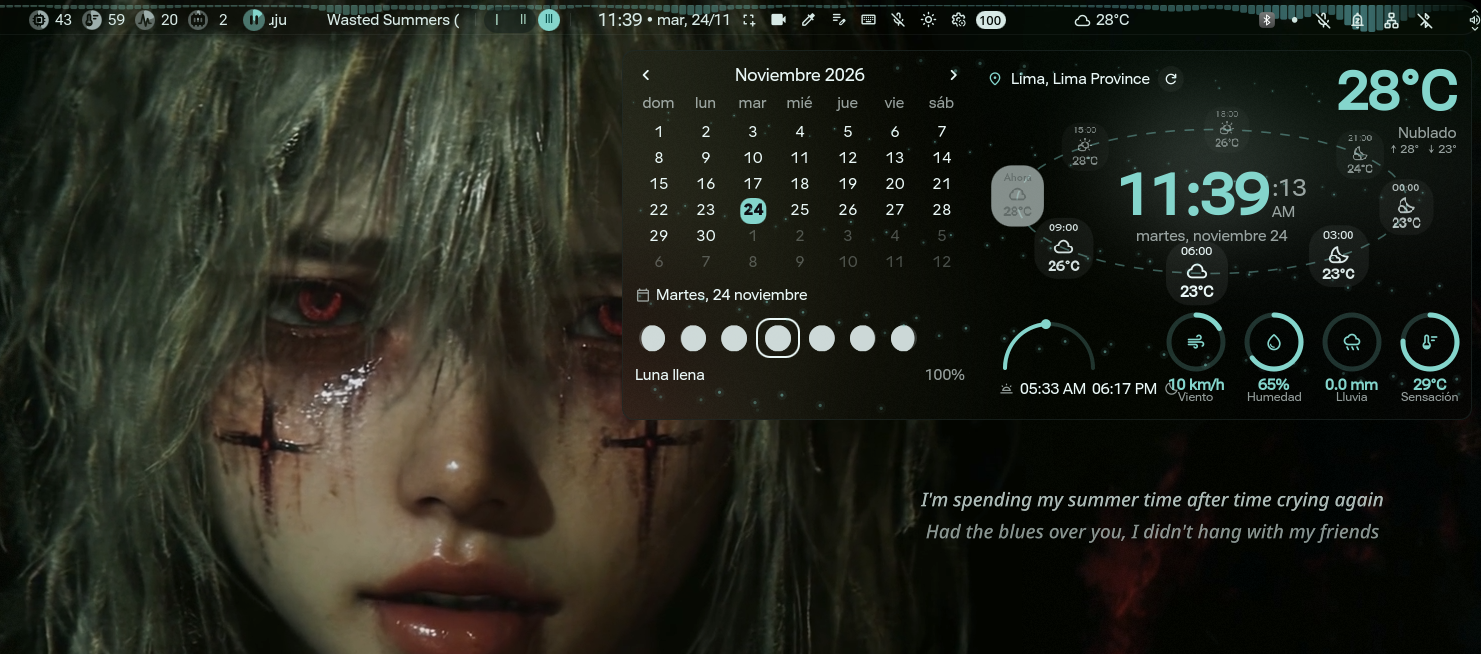 43 59 20 2 .uju Wasted Summers ( I II III 11:39 • mar, 24/11 100 28°C
Noviembre 2026
dom lun mar mié jue vie sáb
1 2 3 4 5 6 7
8 9 10 11 12 13 14
15 16 17 18 19 20 21
22 23 24 25 26 27 28
29 30 1 2 3 4 5
6 7 8 9 10 11 12
Martes, 24 noviembre
Luna llena 100%
Lima, Lima Province
28°C
Nublado
↑ 28° ↓ 23°
Ahora
28°C
15:00
28°C
18:00
26°C
21:00
24°C
00:00
23°C
03:00
23°C
06:00
23°C
09:00
26°C
11:39 :13
AM
martes, noviembre 24
05:33 AM 06:17 PM
10 km/h
Viento
65%
Humedad
0.0 mm
Lluvia
29°C
Sensación
I'm spending my summer time after time crying again
Had the blues over you, I didn't hang with my friends